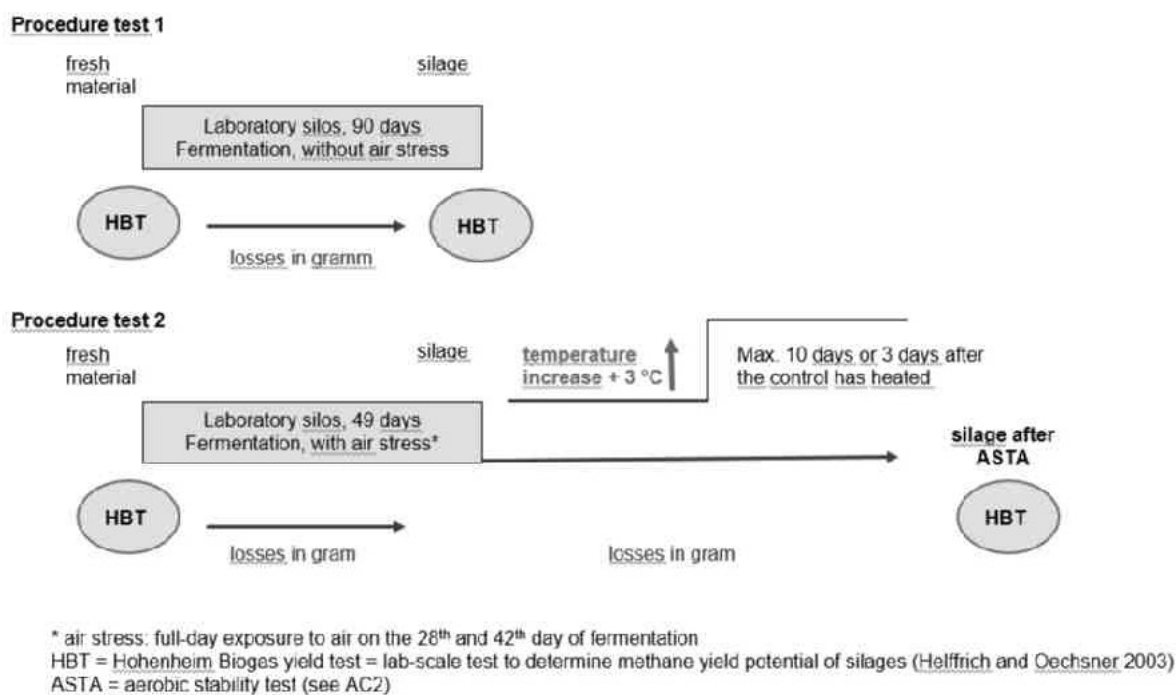 Procedure test 1
fresh
material
silage
Laboratory silos, 90 days
Fermentation, without air stress
HBT
HBT
losses in gramm
Procedure test 2
fresh
material
silage
temperature
increase + 3 °C
Max. 10 days or 3 days after
the control has heated
Laboratory silos, 49 days
Fermentation, with air stress*
silage after
ASTA
HBT
HBT
losses in gram
losses in gram
* air stress: full-day exposure to air on the 28th and 42th day of fermentation
HBT = Hohenheim Biogas yield test = lab-scale test to determine methane yield potential of silages (Helffrich and Oechsner 2003)
ASTA = aerobic stability test (see AC2)